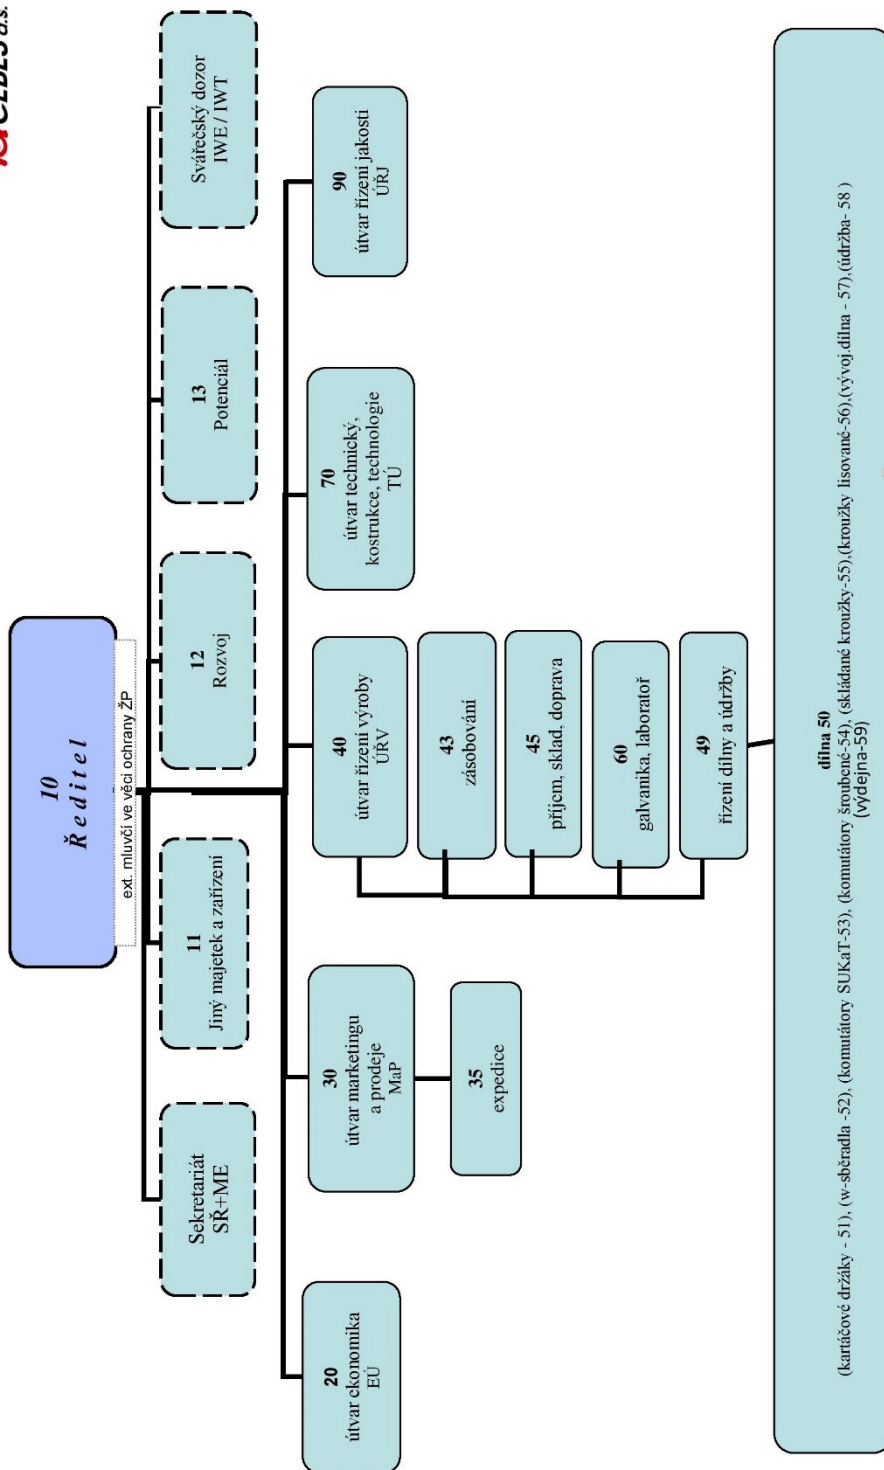 10
Ředitel
ext. mluvčí ve věci ochrany ŽP
Sekretariát
SŘ+ME
11
Jiný majetek a zařízení
12
Rozvoj
13
Potenciál
Svářečský dozor
IWE / IWT
20
útvar ekonomika
EÚ
30
útvar marketingu
a prodeje
MaP
35
expedice
40
útvar řízení výroby
ÚŘV
43
zásobování
45
příjem, sklad, doprava
60
galvanika, laboratoř
49
řízení dílny a údržby
70
útvar technický,
kostrukce, technologie
TÚ
90
útvar řízení jakosti
ÚŘJ
dílna 50
(kartáčové držáky - 51), (w-sběradla -52), (komutátory SUKaT-53), (komutátory šroubené-54), (skládané kroužky-55),(kroužky lisované-56),(vývoj.dílna - 57),(údržba- 58 )
(výdejna-59)